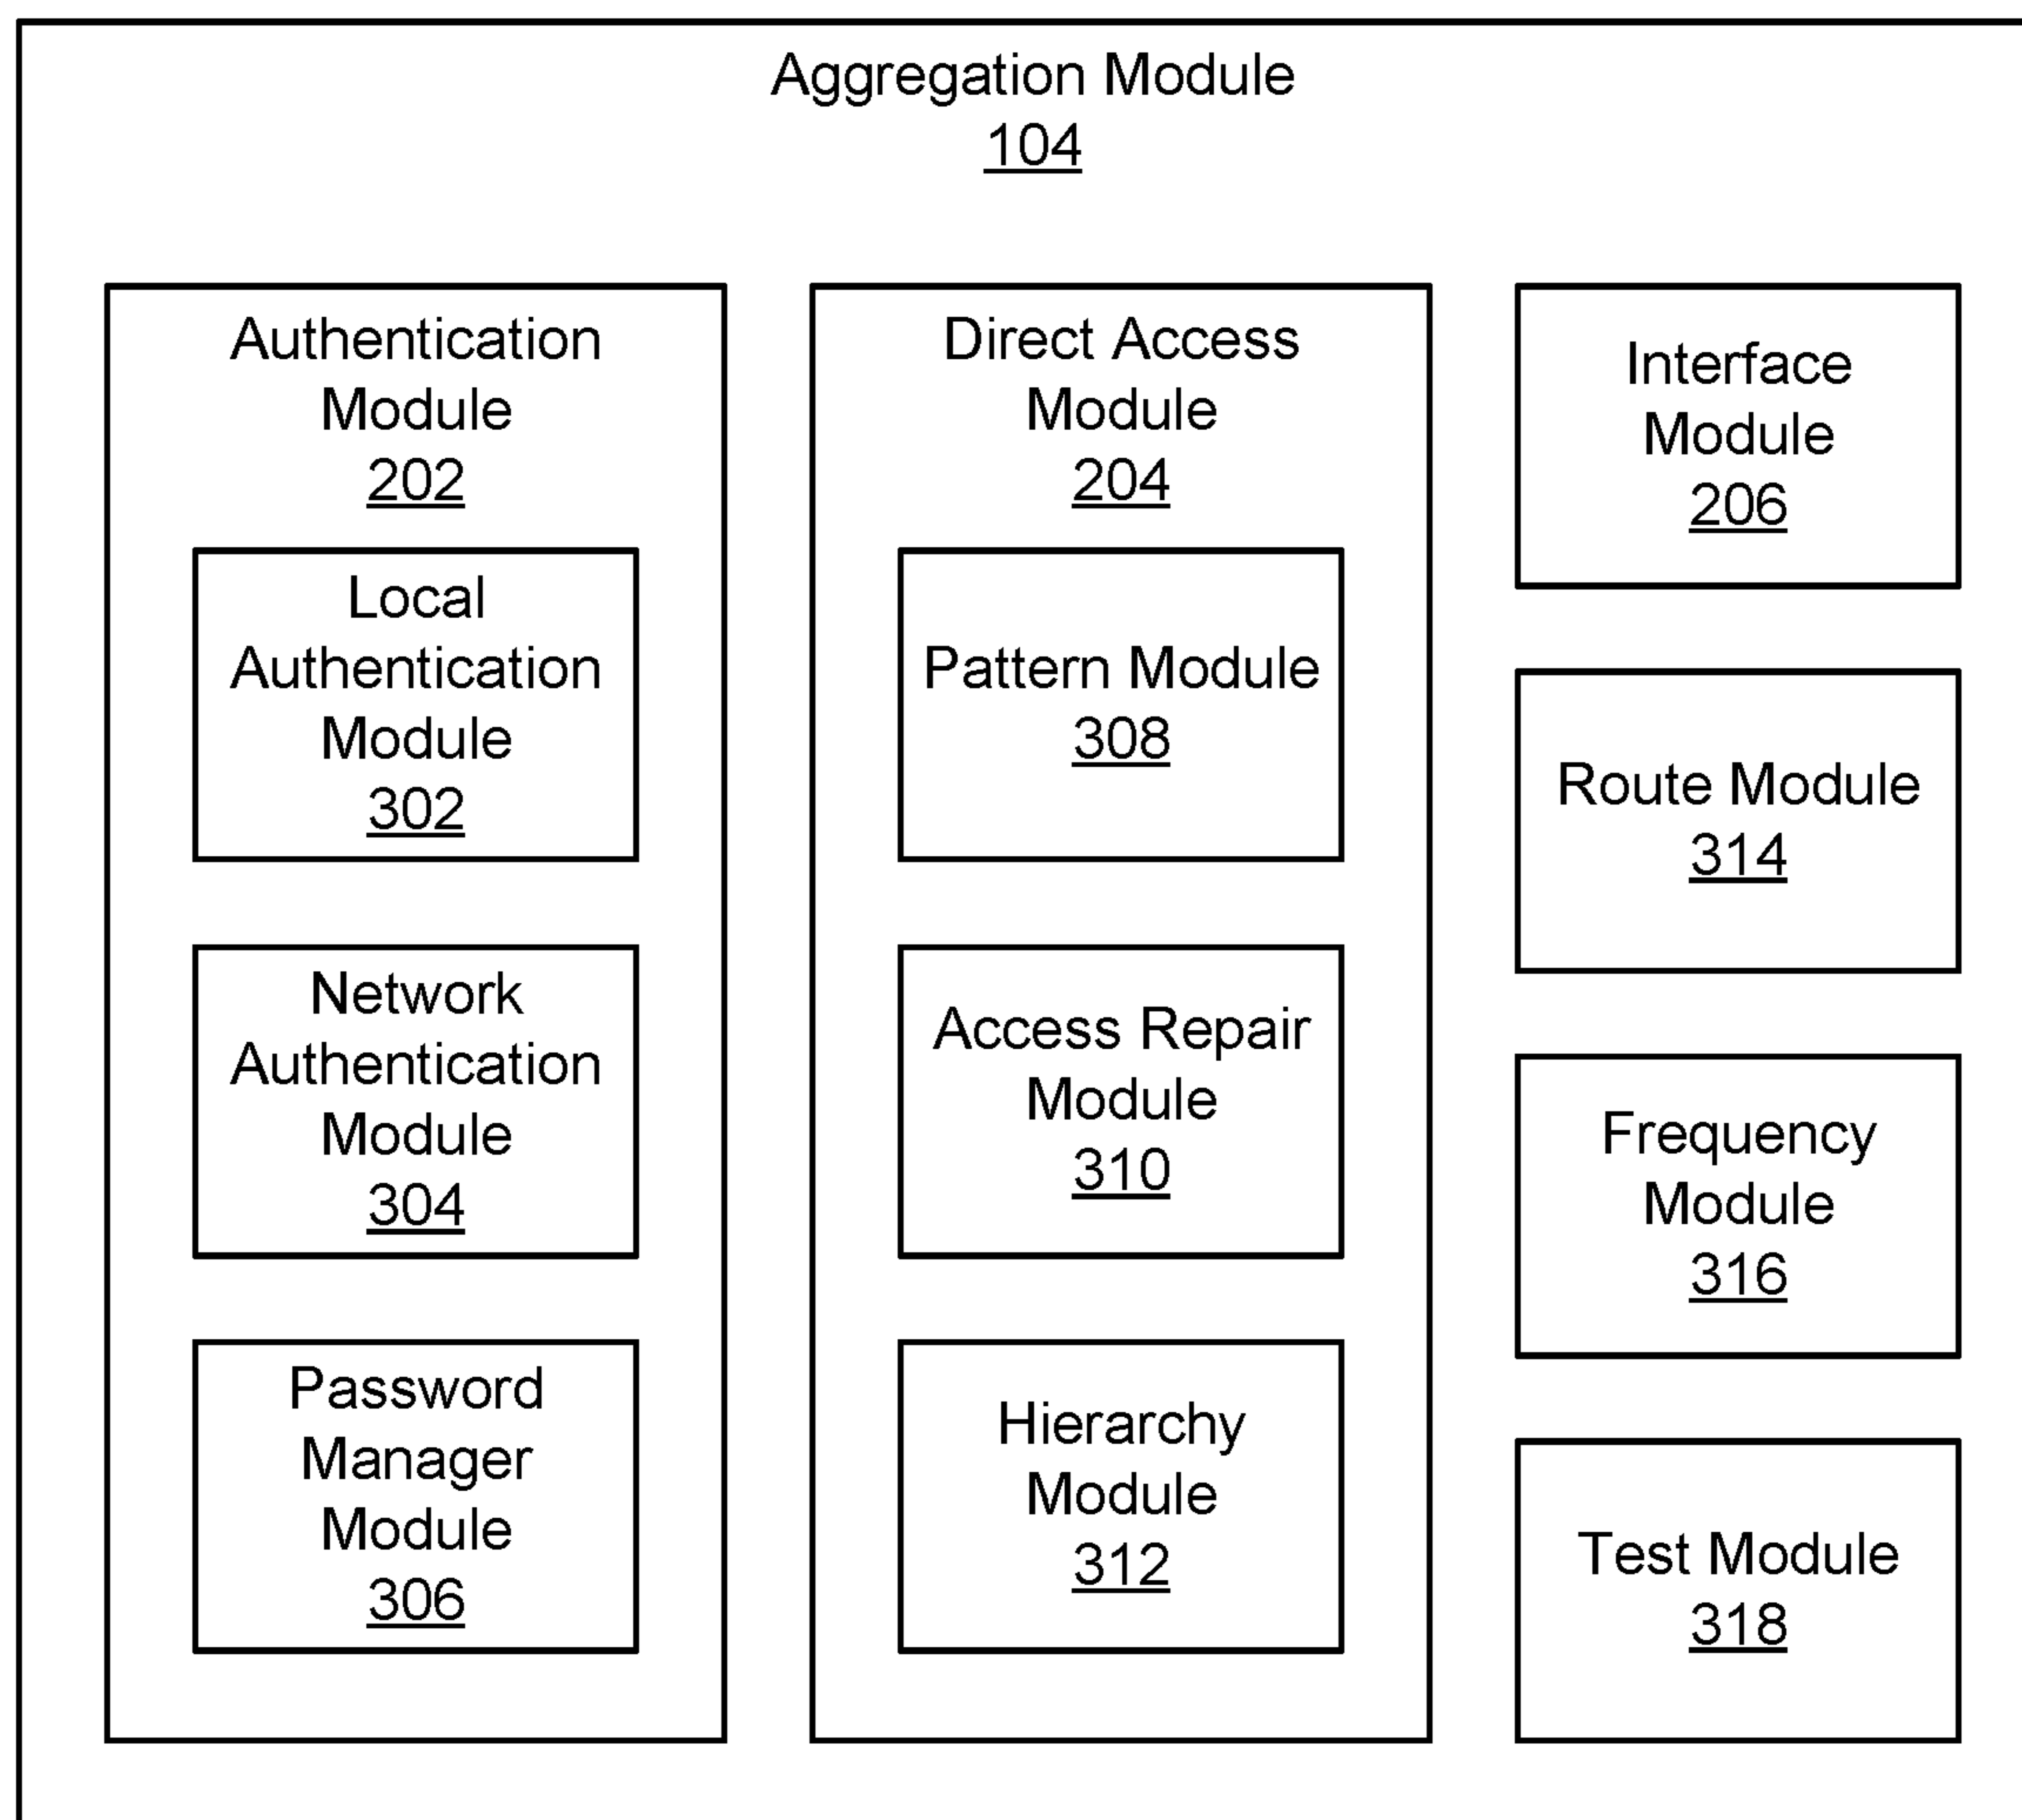 Aggregation Module
104
Authentication
Module
202
Local
Authentication
Module
302
Network
Authentication
Module
304
Password
Manager
Module
306
Direct Access
Module
204
Pattern Module
308
Access Repair
Module
310
Hierarchy
Module
312
Interface
Module
206
Route Module
314
Frequency
Module
316
Test Module
318